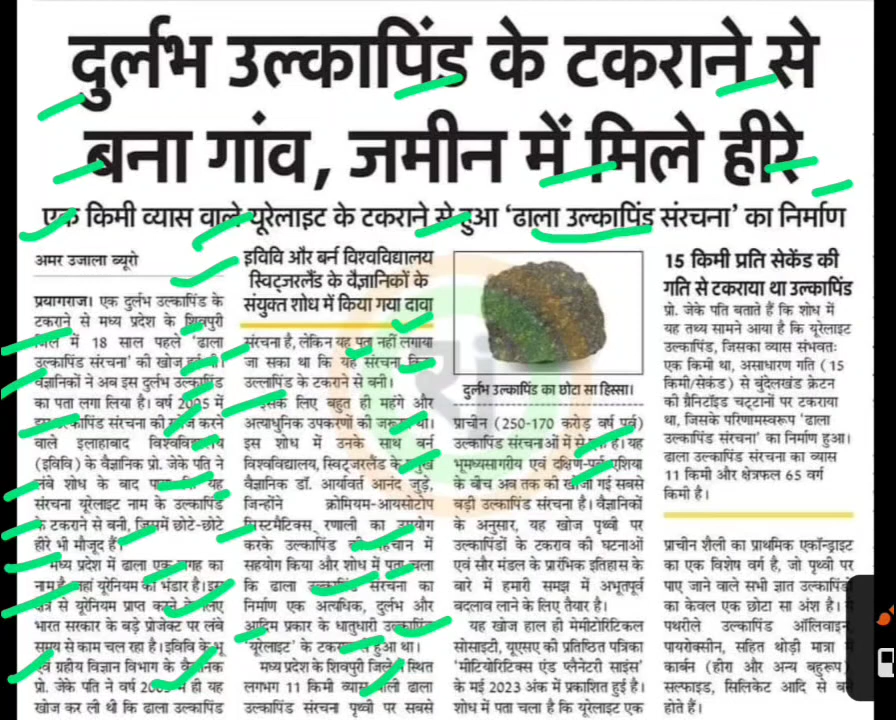 दुर्लभ उल्कापिंड के टकराने से
बना गांव, जमीन में मिले हीरे
एक किमी व्यास वाले यूरेलाइट के टकराने से हुआ 'ढाला उल्कापिंड संरचना' का निर्माण
अमर उजाला ब्यूरो
प्रयागराज। एक दुर्लभ उल्कापिंड के
टकराने से मध्य प्रदेश के शिवपुरी
जिले में 18 साल पहले 'ढाला
उल्कापिंड संरचना' की खोज हुई थी।
वैज्ञानिकों ने अब इस दुर्लभ उल्कापिंड
का पता लगा लिया है। वर्ष 2005 में
इस उल्कापिंड संरचना की खोज करने
वाले इलाहाबाद विश्वविद्यालय
(इविवि) के वैज्ञानिक प्रो. जेके पति ने
लंबे शोध के बाद पाया कि यह
संरचना यूरेलाइट नाम के उल्कापिंड
के टकराने से बनी, जिसमें छोटे-छोटे
हीरे भी मौजूद हैं।
मध्य प्रदेश में ढाला एक जगह का
नाम है जहां यूरेनियम का भंडार है। इस
क्षेत्र से यूरेनियम प्राप्त करने के लिए
भारत सरकार के बड़े प्रोजेक्ट पर लंबे
समय से काम चल रहा है। इविवि के भू
एवं ग्रहीय विज्ञान विभाग के वैज्ञानिक
प्रो. जेके पति ने वर्ष 2005 में ही यह
खोज कर ली थी कि ढाला उल्कापिंड
इविवि और बर्न विश्वविद्यालय
स्विट्जरलैंड के वैज्ञानिकों के
संयुक्त शोध में किया गया दावा
संरचना है, लेकिन यह पता नहीं लगाया
जा सका था कि यह संरचना किस
उल्लापिंड के टकराने से बनी।
इसके लिए बहुत ही महंगे और
अत्याधुनिक उपकरणों की जरूरत थी।
इस शोध में उनके साथ बर्न
विश्वविद्यालय, स्विट्जरलैंड के प्रमुख
वैज्ञानिक डॉ. आर्यावर्त आनंद जुड़े,
जिन्होंने क्रोमियम-आयसोटोप
सिस्टमैटिक्स प्रणाली का उपयोग
करके उल्कापिंड की पहचान में
सहयोग किया और शोध में पता चला
कि ढाला उल्कापिंड संरचना का
निर्माण एक अत्यधिक, दुर्लभ और
आदिम प्रकार के धातुधारी उल्कापिंड
'यूरेलाइट' के टकराने से हुआ था।
मध्य प्रदेश के शिवपुरी जिले में स्थित
लगभग 11 किमी व्यास वाली ढाला
उल्कापिंड संरचना पृथ्वी पर सबसे
दुर्लभ उल्कापिंड का छोटा सा हिस्सा।
प्राचीन (250-170 करोड़ वर्ष पूर्व)
उल्कापिंड संरचनाओं में से एक है। यह
भूमध्यसागरीय एवं दक्षिण-पूर्व एशिया
के बीच अब तक की खोजी गई सबसे
बड़ी उल्कापिंड संरचना है। वैज्ञानिकों
के अनुसार, यह खोज पृथ्वी पर
उल्कापिंडों के टकराव की घटनाओं
एवं सौर मंडल के प्रारंभिक इतिहास के
बारे में हमारी समझ में अभूतपूर्व
बदलाव लाने के लिए तैयार है।
यह खोज हाल ही मेमीटोरिटिकल
सोसाइटी, यूएसए की प्रतिष्ठित पत्रिका
'मीटियोरिटिक्स एंड प्लैनेटरी साइंस'
के मई 2023 अंक में प्रकाशित हुई है।
शोध में पता चला है कि यूरेलाइट एक
15 किमी प्रति सेकेंड की
गति से टकराया था उल्कापिंड
प्रो. जेके पति बताते हैं कि शोध में
यह तथ्य सामने आया है कि यूरेलाइट
उल्कापिंड, जिसका व्यास संभवतः
एक किमी था, असाधारण गति (15
किमी/सेकंड) से बुंदेलखंड क्रेटन
की ग्रैनिटॉइड चट्टानों पर टकराया
था, जिसके परिणामस्वरूप 'ढाला
उल्कापिंड संरचना' का निर्माण हुआ।
ढाला उल्कापिंड संरचना का व्यास
11 किमी और क्षेत्रफल 65 वर्ग
किमी है।
प्राचीन शैली का प्राथमिक एकॉन्ड्राइट
का एक विशेष वर्ग है, जो पृथ्वी पर
पाए जाने वाले सभी ज्ञात उल्कापिंडों
का केवल एक छोटा सा अंश है।
पथरीले उल्कापिंड ऑलिवाइन,
पायरोक्सीन, सहित थोड़ी मात्रा
कार्बन (हीरा और अन्य बहुरूप)
सल्फाइड, सिलिकेट आदि से बने
होते हैं।